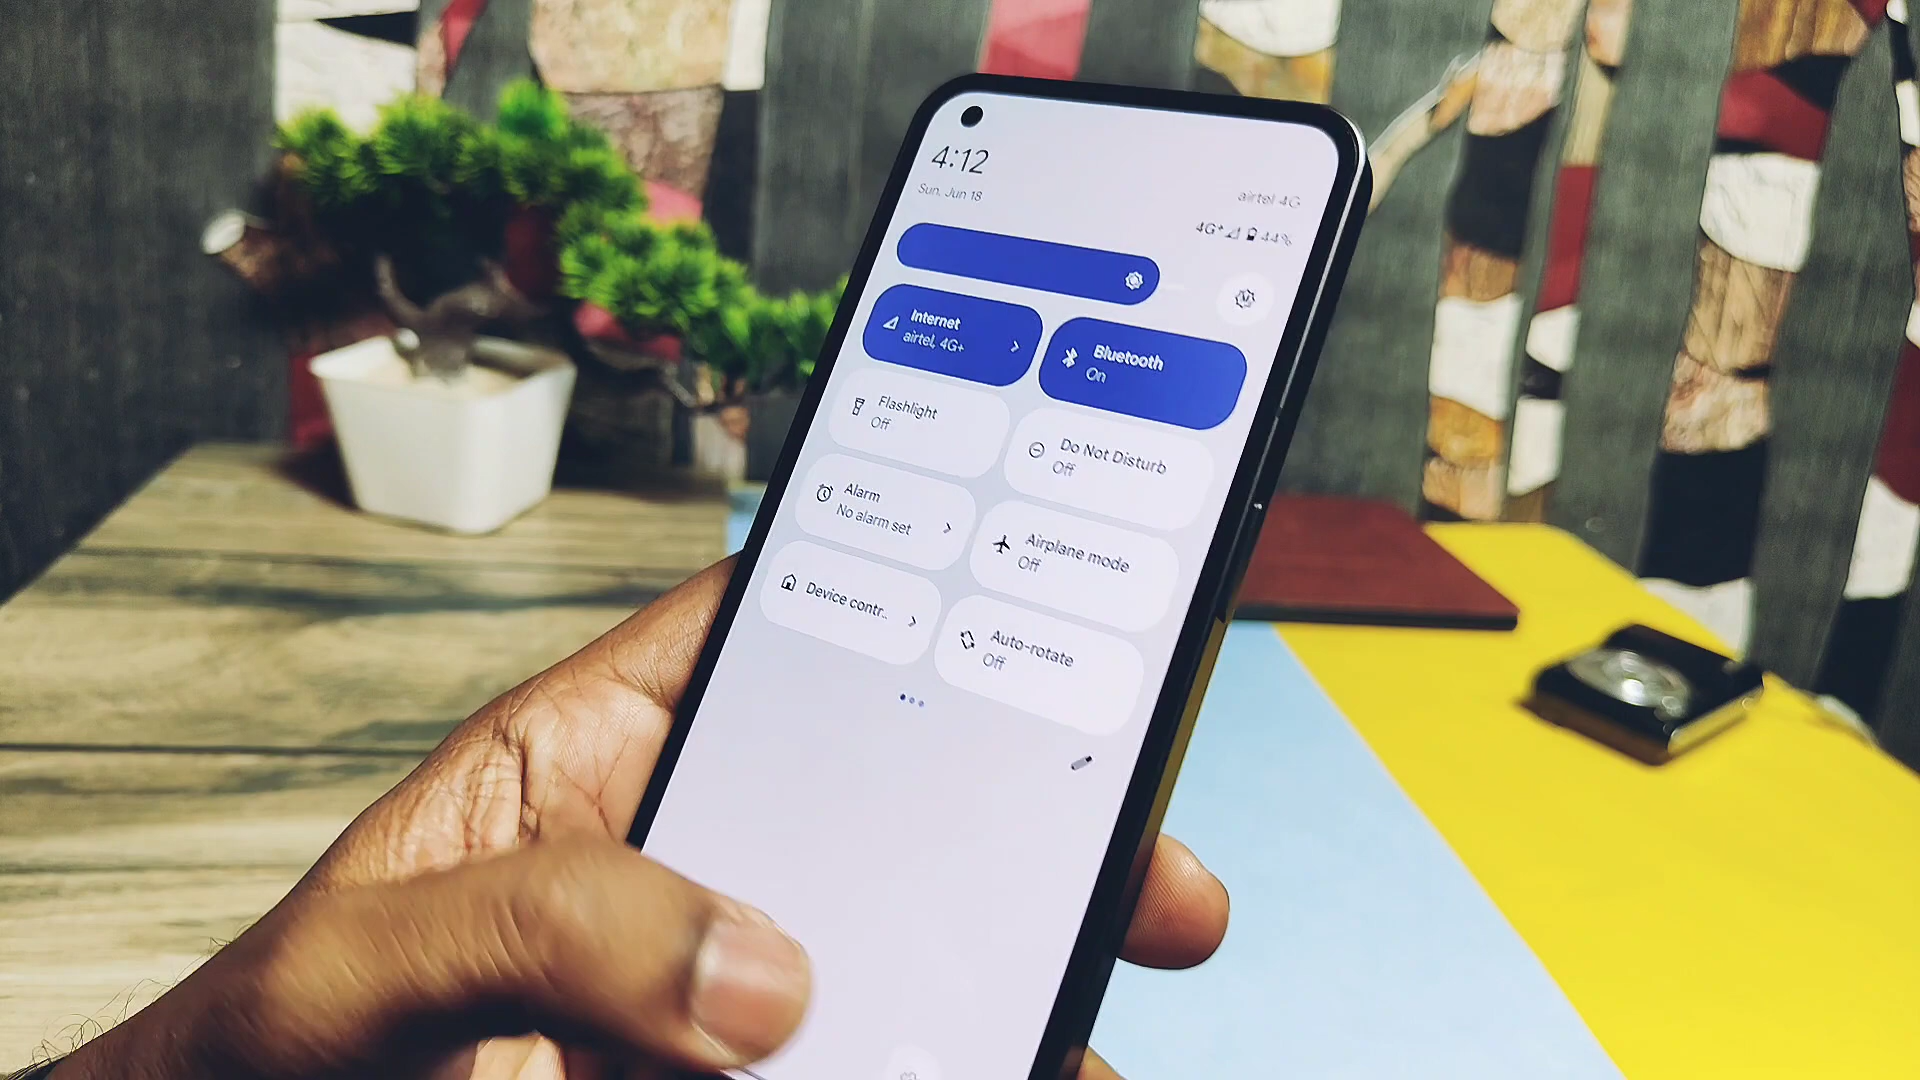 4:12
Sun, Jun 18
airtel 4G
4G+ 44%
Internet
airtel, 4G+
Bluetooth
On
Flashlight
Off
Do Not Disturb
Off
Alarm
No alarm set
Airplane mode
Off
Device contr..
Auto-rotate
Off